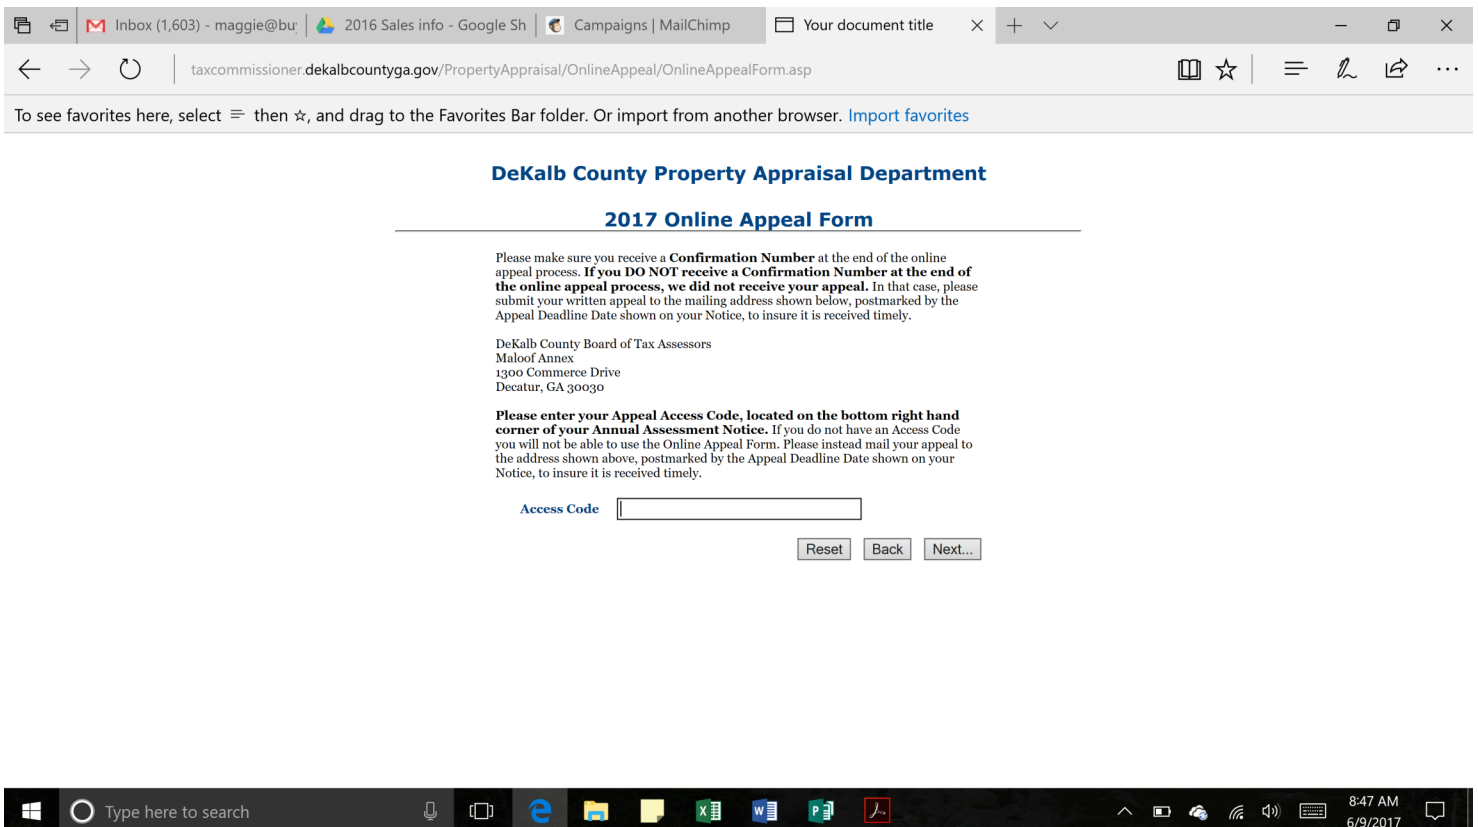 Inbox (1,603) - maggie@bu
2016 Sales info - Google Sh
Campaigns | MailChimp
Your document title
taxcommissioner.dekalbcountyga.gov/PropertyAppraisal/OnlineAppeal/OnlineAppealForm.asp
To see favorites here, select ≡ then ☆, and drag to the Favorites Bar folder. Or import from another browser. Import favorites
DeKalb County Property Appraisal Department
2017 Online Appeal Form
Please make sure you receive a Confirmation Number at the end of the online
appeal process. If you DO NOT receive a Confirmation Number at the end of
the online appeal process, we did not receive your appeal. In that case, please
submit your written appeal to the mailing address shown below, postmarked by the
Appeal Deadline Date shown on your Notice, to insure it is received timely.
DeKalb County Board of Tax Assessors
Maloof Annex
1300 Commerce Drive
Decatur, GA 30030
Please enter your Appeal Access Code, located on the bottom right hand
corner of your Annual Assessment Notice. If you do not have an Access Code
you will not be able to use the Online Appeal Form. Please instead mail your appeal to
the address shown above, postmarked by the Appeal Deadline Date shown on your
Notice, to insure it is received timely.
Access Code
Reset Back Next...
Type here to search
8:47 AM
6/9/2017